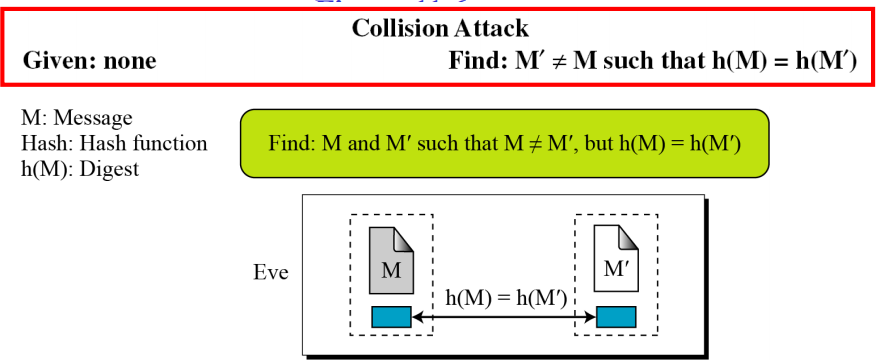 Collision Attack
Given: none Find: M′ ≠ M such that h(M) = h(M′)
M: Message
Hash: Hash function
h(M): Digest
Find: M and M′ such that M ≠ M′, but h(M) = h(M′)
Eve
M
M′
h(M) = h(M′)